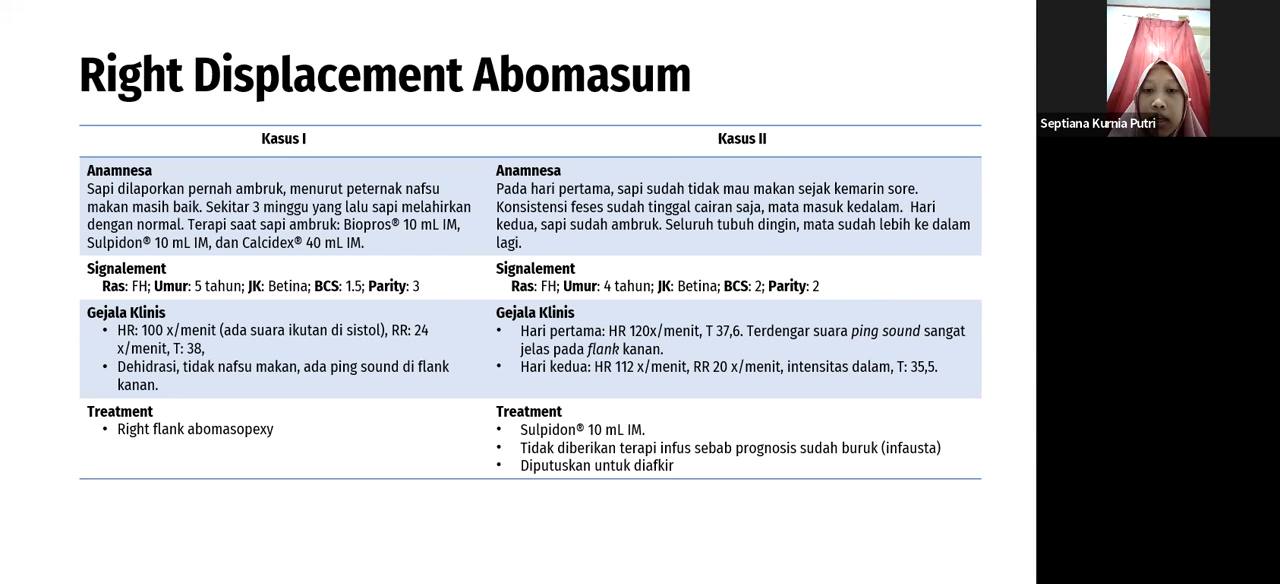 Right Displacement Abomasum
Kasus I
Kasus II
Anamnesa
Sapi dilaporkan pernah ambruk, menurut peternak nafsu
makan masih baik. Sekitar 3 minggu yang lalu sapi melahirkan
dengan normal. Terapi saat sapi ambruk: Biopros® 10 mL IM,
Sulpidon® 10 mL IM, dan Calcidex® 40 mL IM.
Anamnesa
Pada hari pertama, sapi sudah tidak mau makan sejak kemarin sore.
Konsistensi feses sudah tinggal cairan saja, mata masuk kedalam. Hari
kedua, sapi sudah ambruk. Seluruh tubuh dingin, mata sudah lebih ke dalam
lagi.
Signalement
Ras: FH; Umur: 5 tahun; JK: Betina; BCS: 1.5; Parity: 3
Signalement
Ras: FH; Umur: 4 tahun; JK: Betina; BCS: 2; Parity: 2
Gejala Klinis
• HR: 100 x/menit (ada suara ikutan di sistol), RR: 24
x/menit, T: 38,
• Dehidrasi, tidak nafsu makan, ada ping sound di flank
kanan.
Gejala Klinis
• Hari pertama: HR 120x/menit, T 37,6. Terdengar suara ping sound sangat
jelas pada flank kanan.
• Hari kedua: HR 112 x/menit, RR 20 x/menit, intensitas dalam, T: 35,5.
Treatment
• Right flank abomasopexy
Treatment
• Sulpidon® 10 mL IM.
• Tidak diberikan terapi infus sebab prognosis sudah buruk (infausta)
• Diputuskan untuk diafkir
Septiana Kurnia Putri